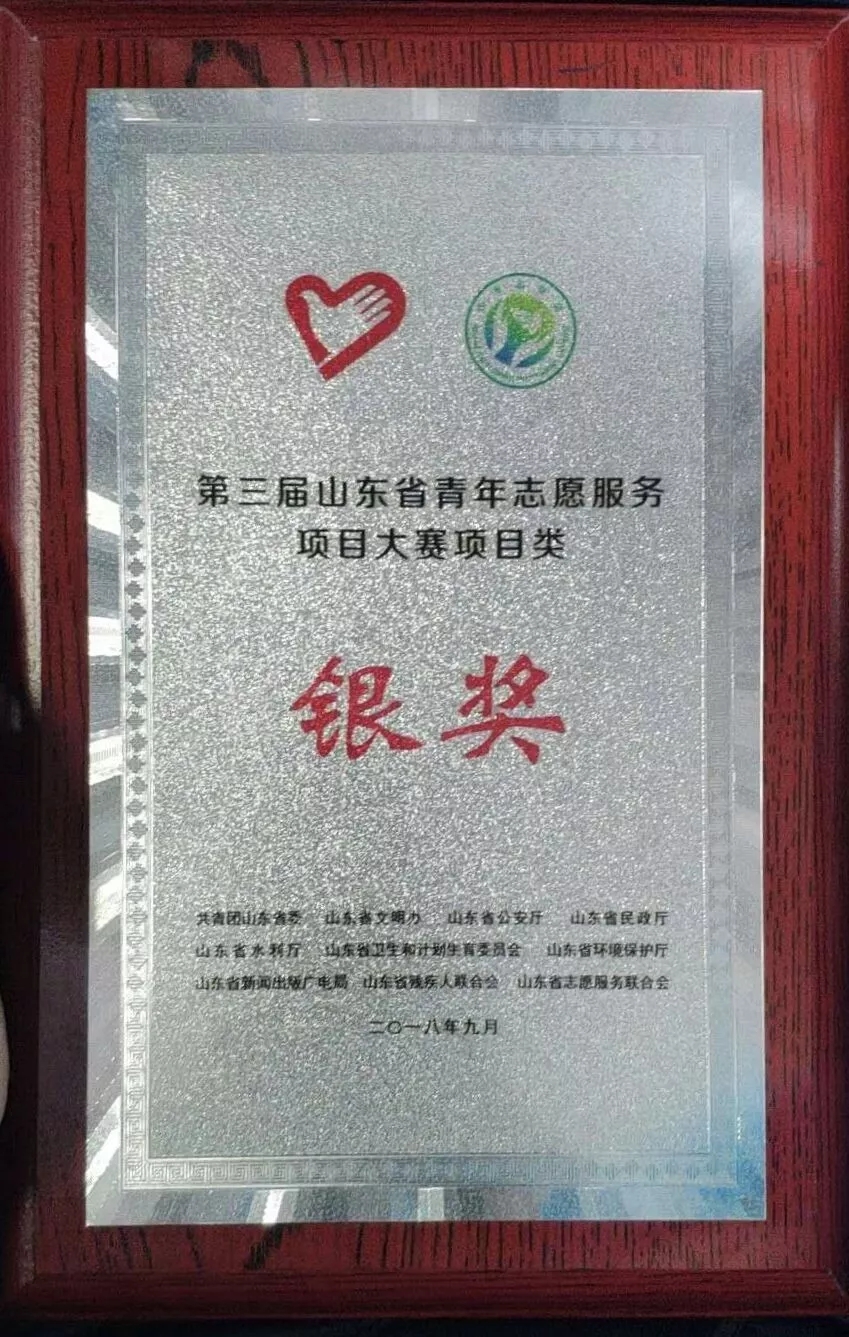 第三届山东省青年志愿服务
项目大赛项目类
银奖
共青团山东省委 山东省文明办 山东省公安厅 山东省民政厅
山东省水利厅 山东省卫生和计划生育委员会 山东省环境保护厅
山东省新闻出版广电局 山东省残疾人联合会 山东省志愿服务联合会
二〇一八年九月